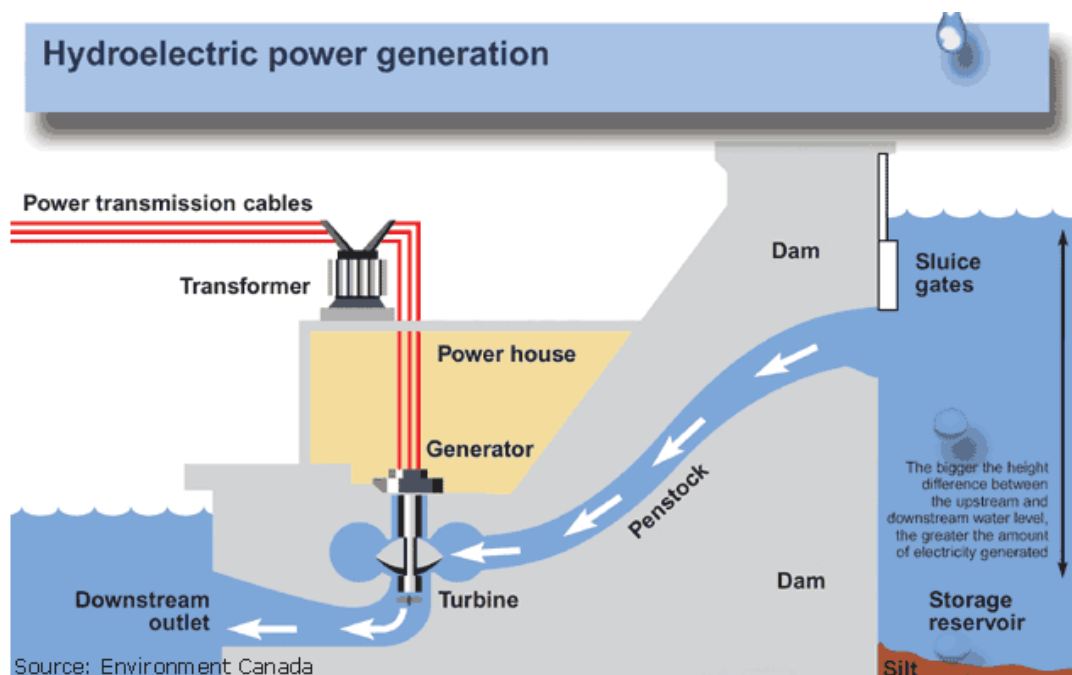 Hydroelectric power generation
Power transmission cables
Transformer
Dam
Sluice
gates
Power house
Generator
Penstock
The bigger the height
difference between
the upstream and
downstream water level,
the greater the amount
of electricity generated
Turbine
Dam
Downstream
outlet
Storage
reservoir
Source: Environment Canada
Silt